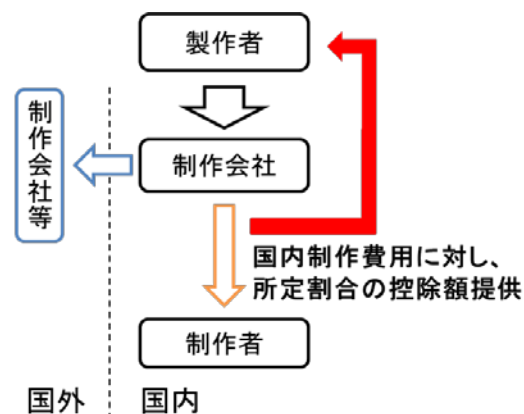 製作者
制作会社等
制作会社
国内制作費用に対し、
所定割合の控除額提供
制作者
国外
国内